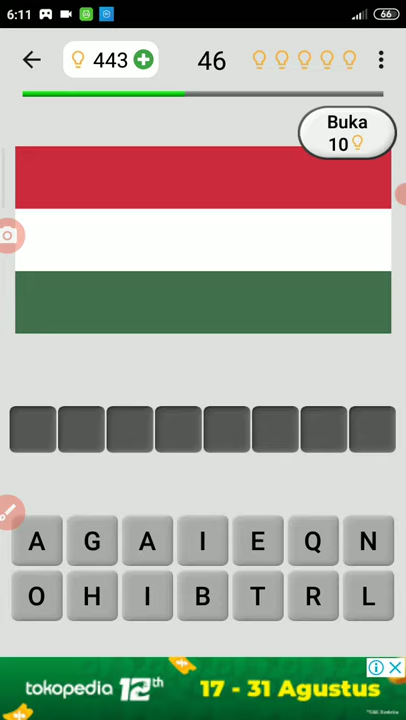 6:11 66
443 46
Buka
10
A G A I E Q N
O H I B T R L
tokopedia 12th 17 - 31 Agustus